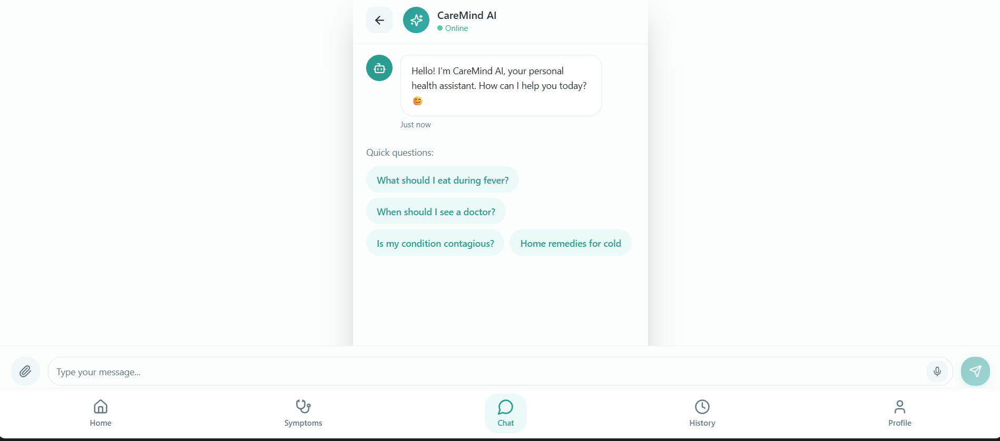 CareMind AI
Online
Hello! I'm CareMind AI, your personal
health assistant. How can I help you today?
😊
Just now
Quick questions:
What should I eat during fever?
When should I see a doctor?
Is my condition contagious?
Home remedies for cold
Type your message...
Home
Symptoms
Chat
History
Profile